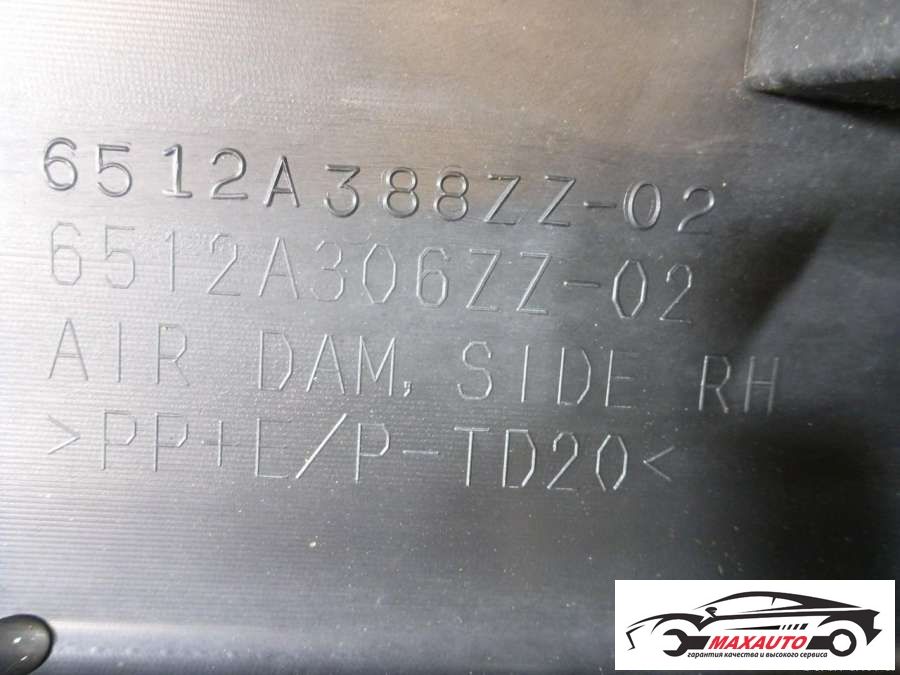 6512A388ZZ-02
6512A306ZZ-02
AIR DAM, SIDE RH
>PP+E/P-TD20<
MAXAUTO
гарантия качества и высокого сервиса